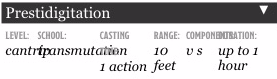 Prestidigitation ▼
LEVEL: SCHOOL: CASTING TIME: RANGE: COMPONENTS: DURATION:
cantrip transmutation 1 action 10 feet v s up to 1 hour